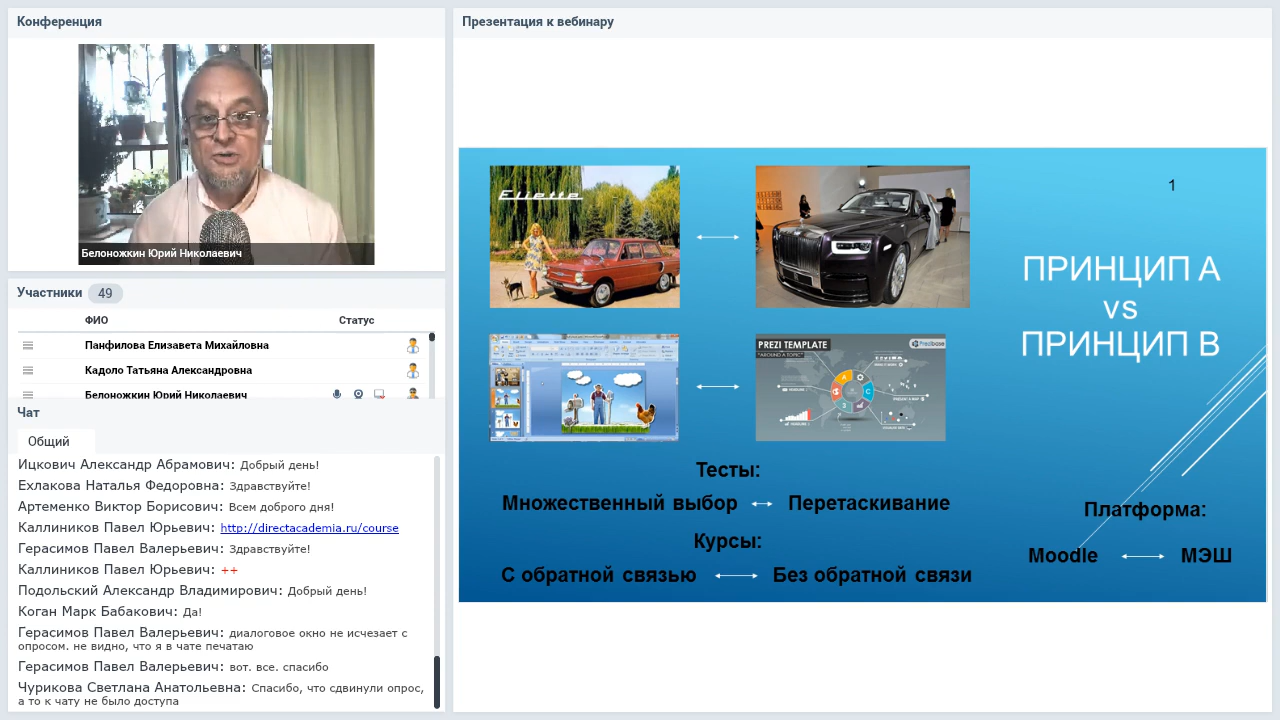 Конференция
Белоножкин Юрий Николаевич
Участники 49
ФИО Статус
Панфилова Елизавета Михайловна
Кадоло Татьяна Александровна
Белоножкин Юрий Николаевич
Чат
Общий
Ицкович Александр Абрамович: Добрый день!
Ехлакова Наталья Федоровна: Здравствуйте!
Артеменко Виктор Борисович: Всем доброго дня!
Каллиников Павел Юрьевич: http://directacademia.ru/course
Герасимов Павел Валерьевич: Здравствуйте!
Каллиников Павел Юрьевич: ++
Подольский Александр Владимирович: Добрый день!
Коган Марк Бабакович: Да!
Герасимов Павел Валерьевич: диалоговое окно не исчезает с
опросом. не видно, что я в чате печатаю
Герасимов Павел Валерьевич: вот. все. спасибо
Чурикова Светлана Анатольевна: Спасибо, что сдвинули опрос,
а то к чату не было доступа
Презентация к вебинару
Eliette
1
ПРИНЦИП А
vs
ПРИНЦИП В
PREZI TEMPLATE
"AROUND A TOPIC"
Prezibase
Тесты:
Множественный выбор Перетаскивание
Курсы:
С обратной связью Без обратной связи
Платформа:
Moodle МЭШ